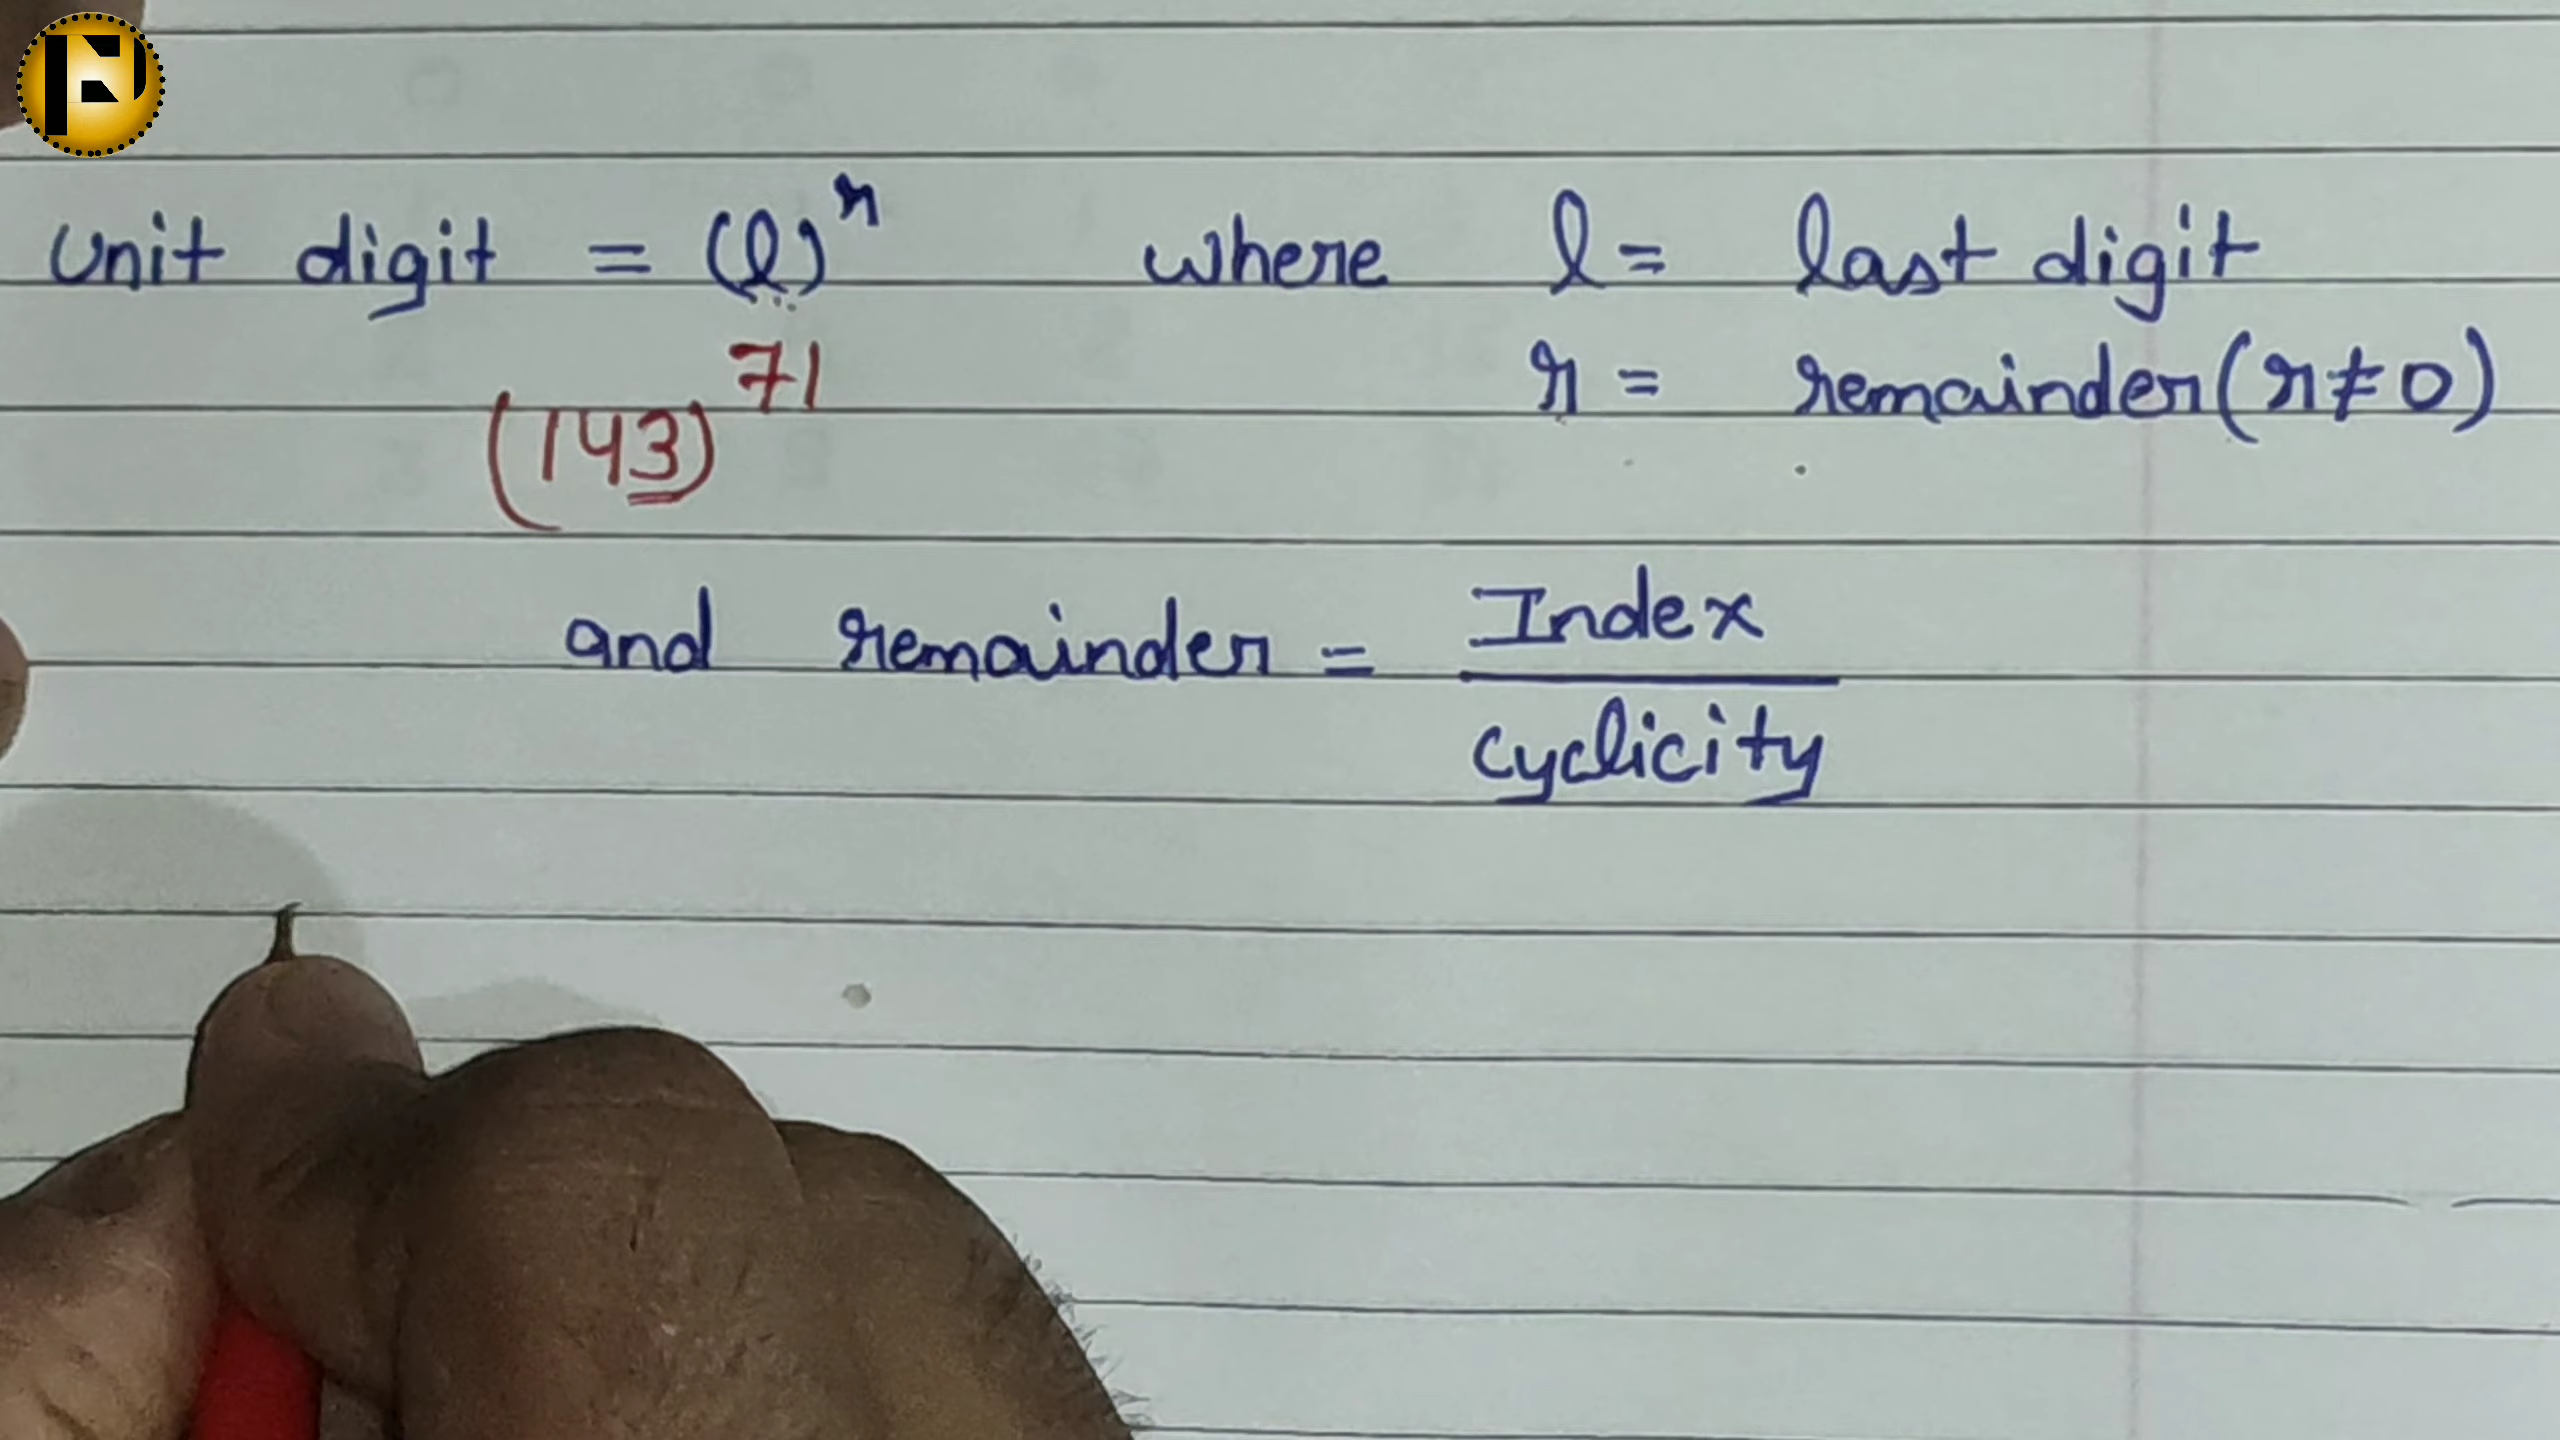 Unit digit = (l)^r where l = last digit
(143)^71 r = remainder (r ≠ 0)
and remainder = Index
cyclicity